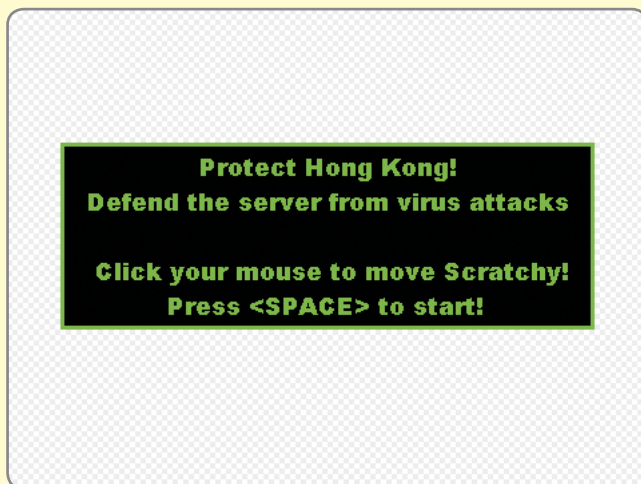 Protect Hong Kong!
Defend the server from virus attacks
Click your mouse to move Scratchy!
Press <SPACE> to start!